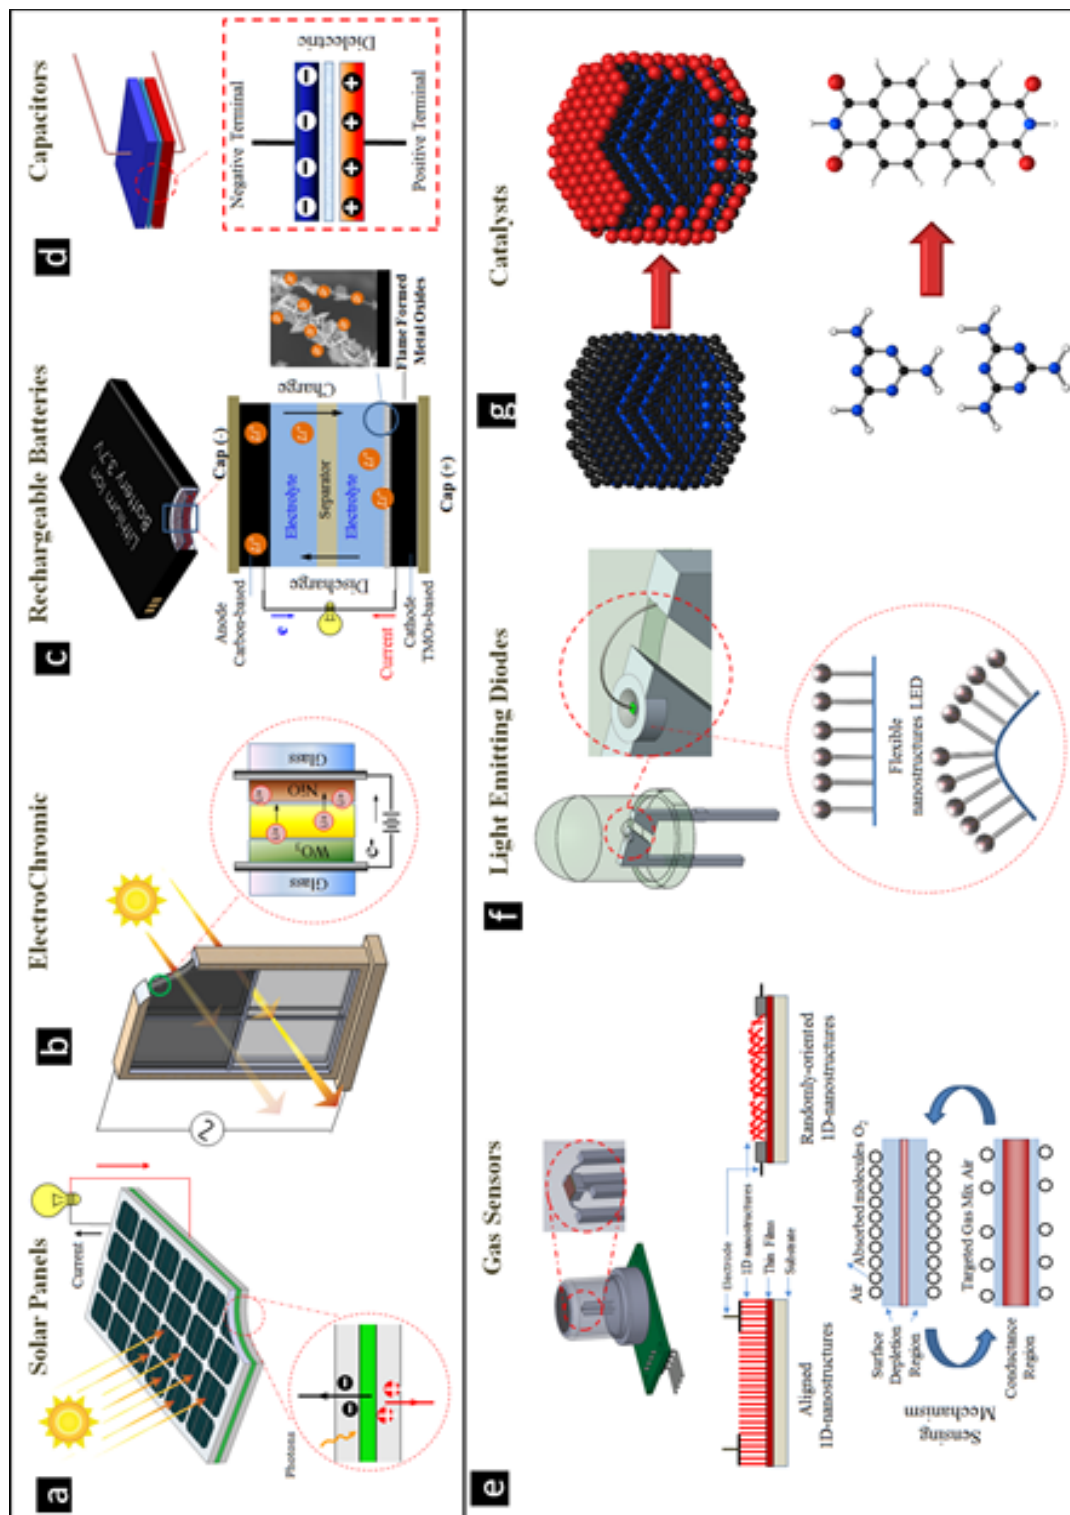 a
Solar Panels
Current
Photons
b
ElectroChromic
Glass
WO3
NiO
Glass
e-
c
Rechargeable Batteries
Lithium Ion
Battery 3.7V
Cap (-)
Anode
Carbon-based
Electrolyte
Separator
Electrolyte
Charge
Discharge
e
Current
Cathode
TMOs-based
Cap (+)
Flame Formed
Metal Oxides
d
Capacitors
Negative Terminal
Dielectric
Positive Terminal
e
Gas Sensors
Electrode
1D-nanostructures
Thin Films
Substrate
Aligned
1D-nanostructures
Randomly-oriented
1D-nanostructures
Air
Absorbed molecules O2
Surface
Depletion
Region
Targeted Gas Mix Air
Conductance
Region
Sensing
Mechanism
f
Light Emitting Diodes
Flexible
nanostructures LED
g
Catalysts